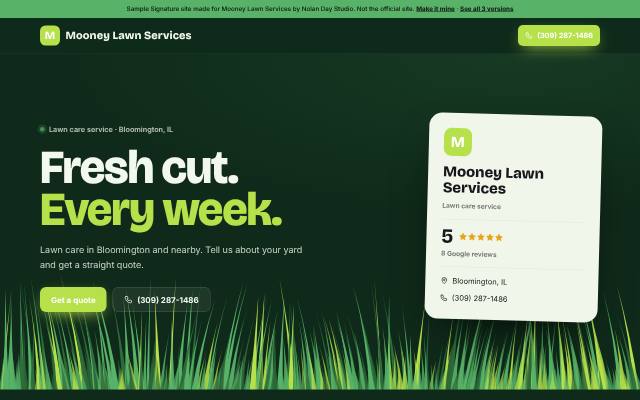 Sample Signature site made for Mooney Lawn Services by Nolan Day Studio. Not the official site. Make it mine · See all 3 versions
M Mooney Lawn Services
(309) 287-1486
Lawn care service · Bloomington, IL
Fresh cut.
Every week.
Lawn care in Bloomington and nearby. Tell us about your yard
and get a straight quote.
Get a quote
(309) 287-1486
M
Mooney Lawn
Services
Lawn care service
5 ★★★★★
8 Google reviews
Bloomington, IL
(309) 287-1486